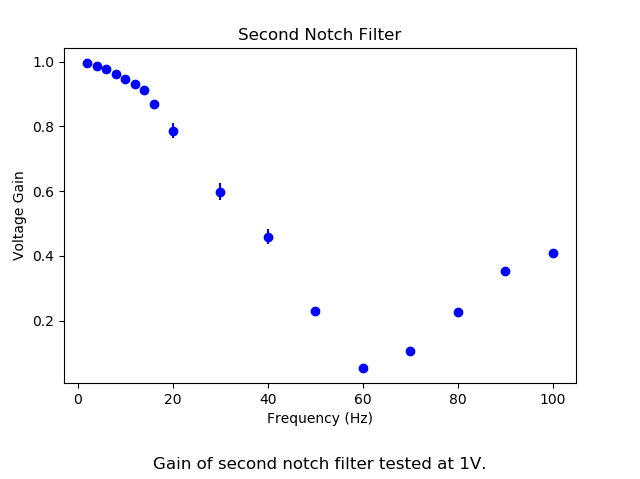 Second Notch Filter
1.0
0.8
0.6
0.4
0.2
Voltage Gain
0 20 40 60 80 100
Frequency (Hz)
Gain of second notch filter tested at 1V.